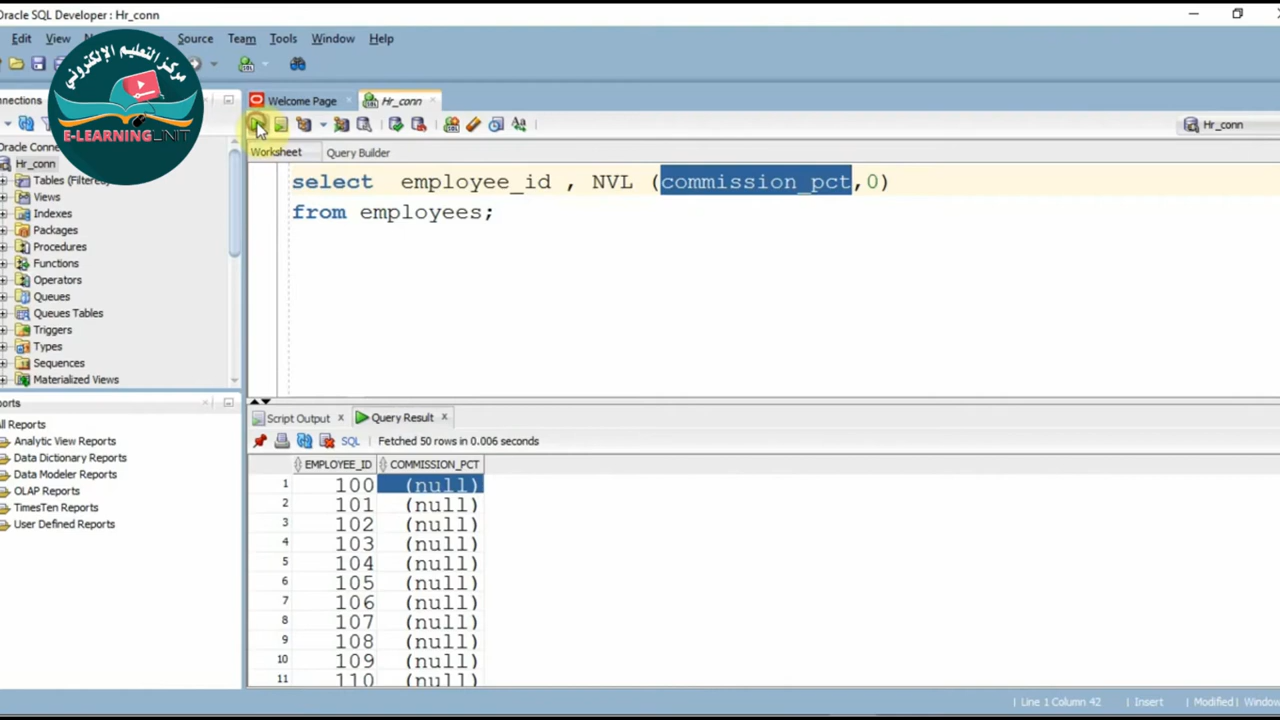 Oracle SQL Developer : Hr_conn
Edit View Source Team Tools Window Help
مركز التعليم الإلكتروني
E-LEARNING UNIT
nnections
Welcome Page
Hr_conn
Hr_conn
Worksheet
Query Builder
select employee_id , NVL (commission_pct,0)
from employees;
Oracle Conne
Hr_conn
Tables (Filtered
Views
Indexes
Packages
Procedures
Functions
Operators
Queues
Queues Tables
Triggers
Types
Sequences
Materialized Views
ports
All Reports
Analytic View Reports
Data Dictionary Reports
Data Modeler Reports
OLAP Reports
TimesTen Reports
User Defined Reports
Script Output
Query Result
SQL Fetched 50 rows in 0.006 seconds
EMPLOYEE_ID COMMISSION_PCT
1 100 (null)
2 101 (null)
3 102 (null)
4 103 (null)
5 104 (null)
6 105 (null)
7 106 (null)
8 107 (null)
9 108 (null)
10 109 (null)
11 110 (null)
Line 1 Column 42 Insert Modified Window